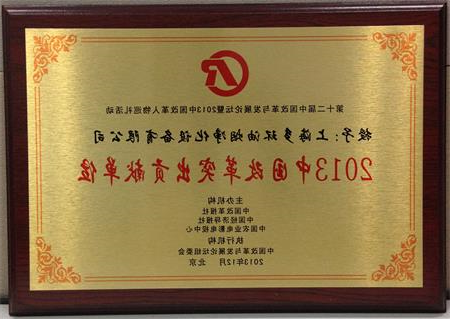 第十二届中国改革与发展论坛暨2013中国改革人物巡礼活动
授予：上海多环油烟净化设备有限公司
2013中国改革突出贡献单位
主办机构
中国改革报社
中国经济导报社
中国农业电影电视中心
执行机构
中国改革与发展论坛组委会
2013年12月 北京